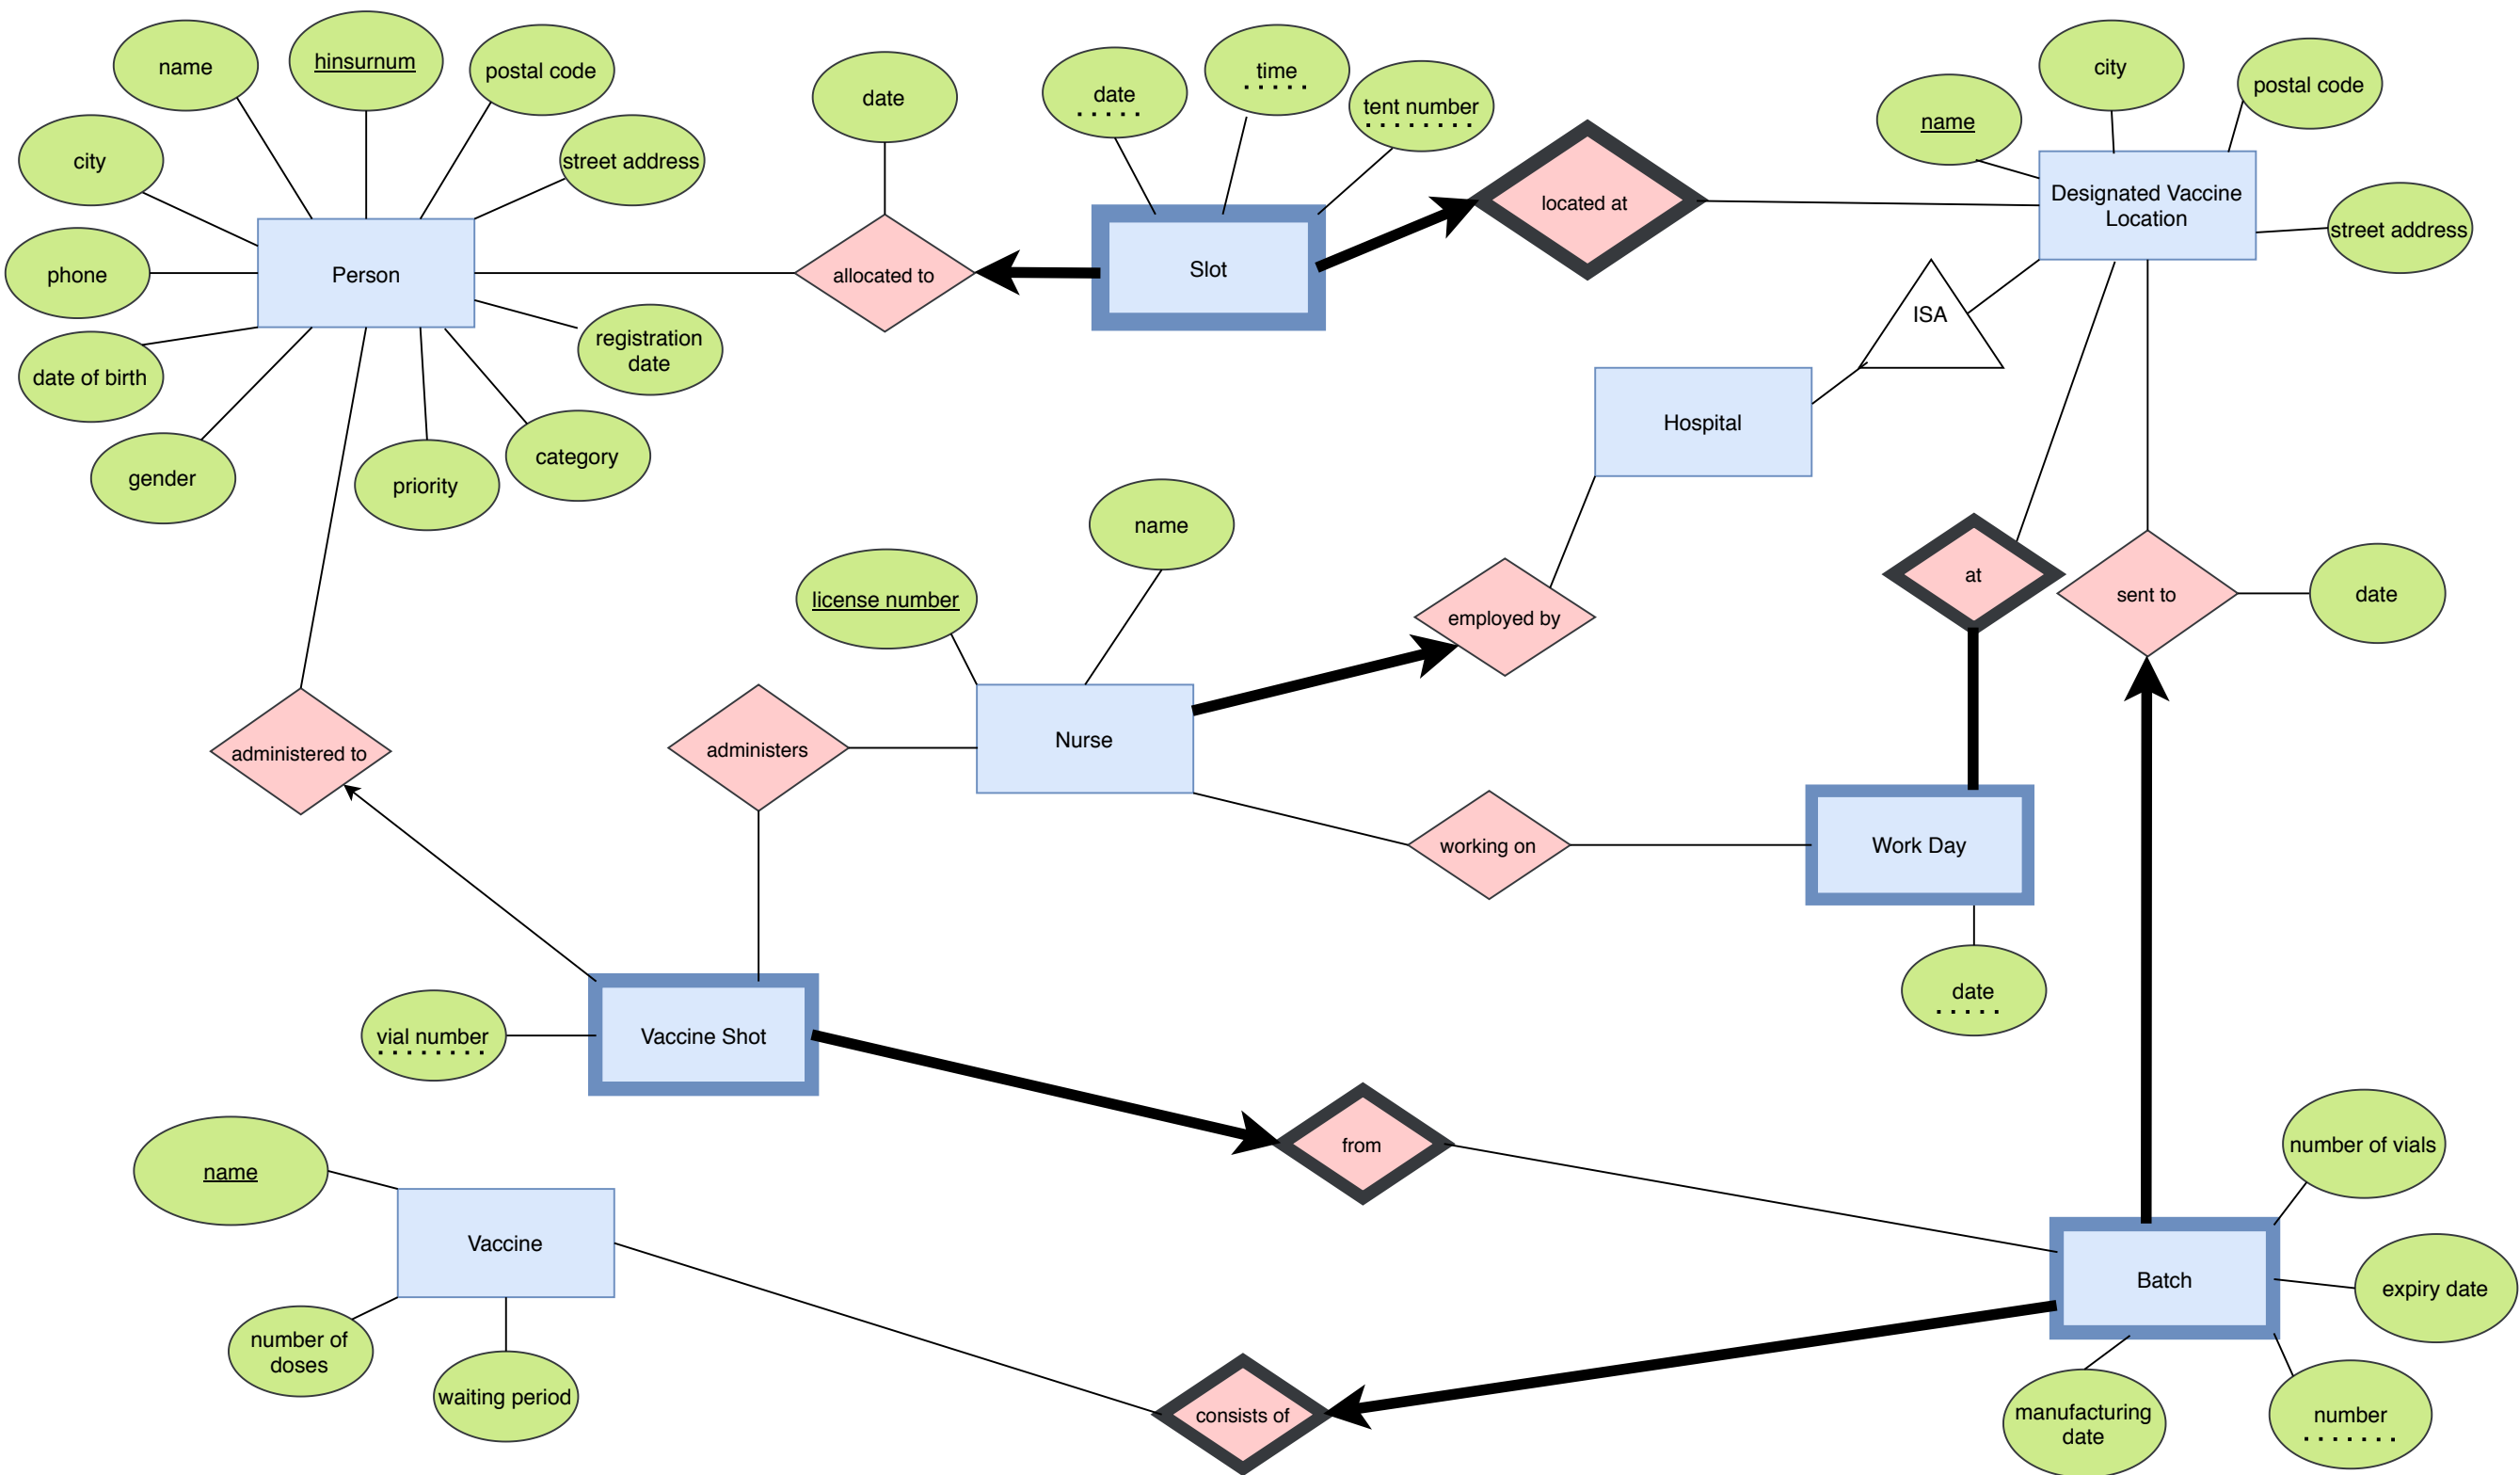 name
hinsurnum
postal code
city
street address
phone
Person
date of birth
registration
date
gender
priority
category
date
allocated to
date
time
tent number
Slot
located at
name
city
postal code
Designated Vaccine
Location
street address
ISA
Hospital
name
license number
employed by
at
sent to
date
administered to
administers
Nurse
working on
Work Day
date
vial number
Vaccine Shot
from
name
Vaccine
number of
doses
waiting period
consists of
number of vials
Batch
expiry date
manufacturing
date
number